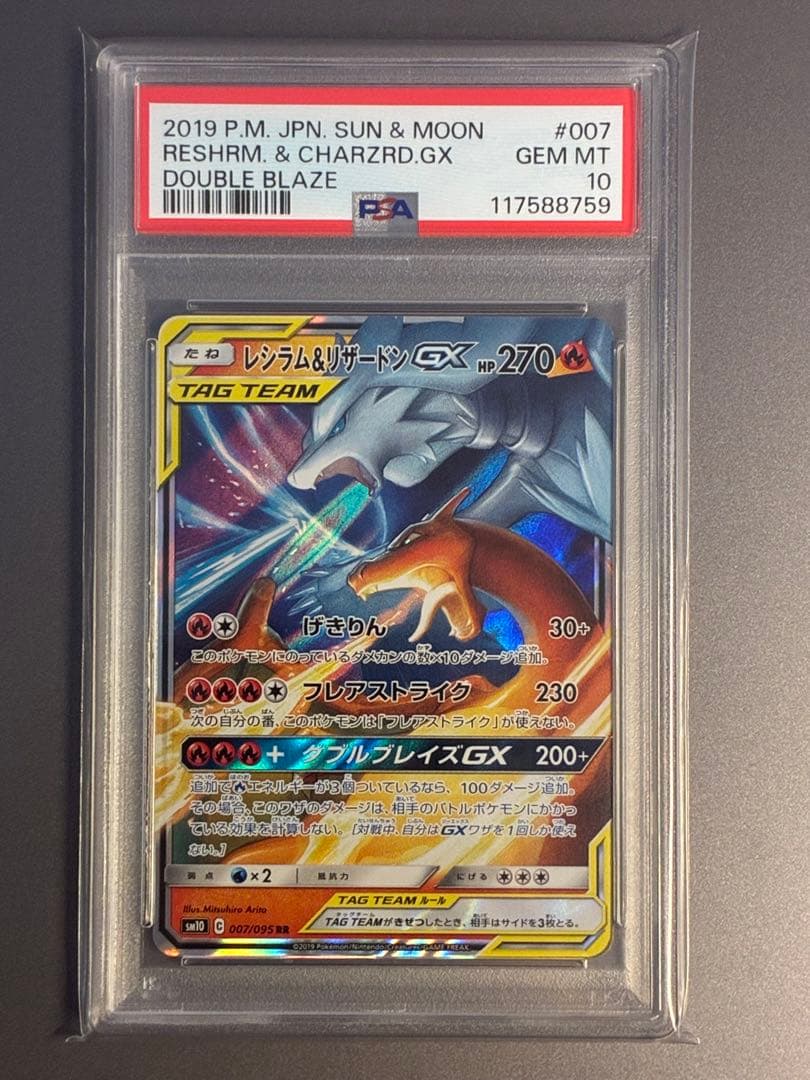 2019 P.M. JPN. SUN & MOON #007
RESHRM. & CHARZRD.GX GEM MT
DOUBLE BLAZE 10
PSA 117588759
たね レシラム&リザードンGX HP270
TAG TEAM
げきりん 30+
このポケモンにのっているダメカンの数×10ダメージ追加。
フレアストライク 230
次の自分の番、このポケモンは「フレアストライク」が使えない。
+ ダブルブレイズGX 200+
追加で エネルギーが3個ついているなら、100ダメージ追加。
その場合、このワザのダメージは、相手のバトルポケモンにかかっ
ている効果を計算しない。[対戦中、自分はGXワザを1回しか使え
ない。]
弱点 ×2 抵抗力 にげる
Illus.Mitsuhiro Arita
TAG TEAM ルール
TAG TEAMがきぜつしたとき、相手はサイドを3枚とる。
sm10 C 007/095 RR
©2019 Pokémon/Nintendo/Creatures/GAME FREAK.